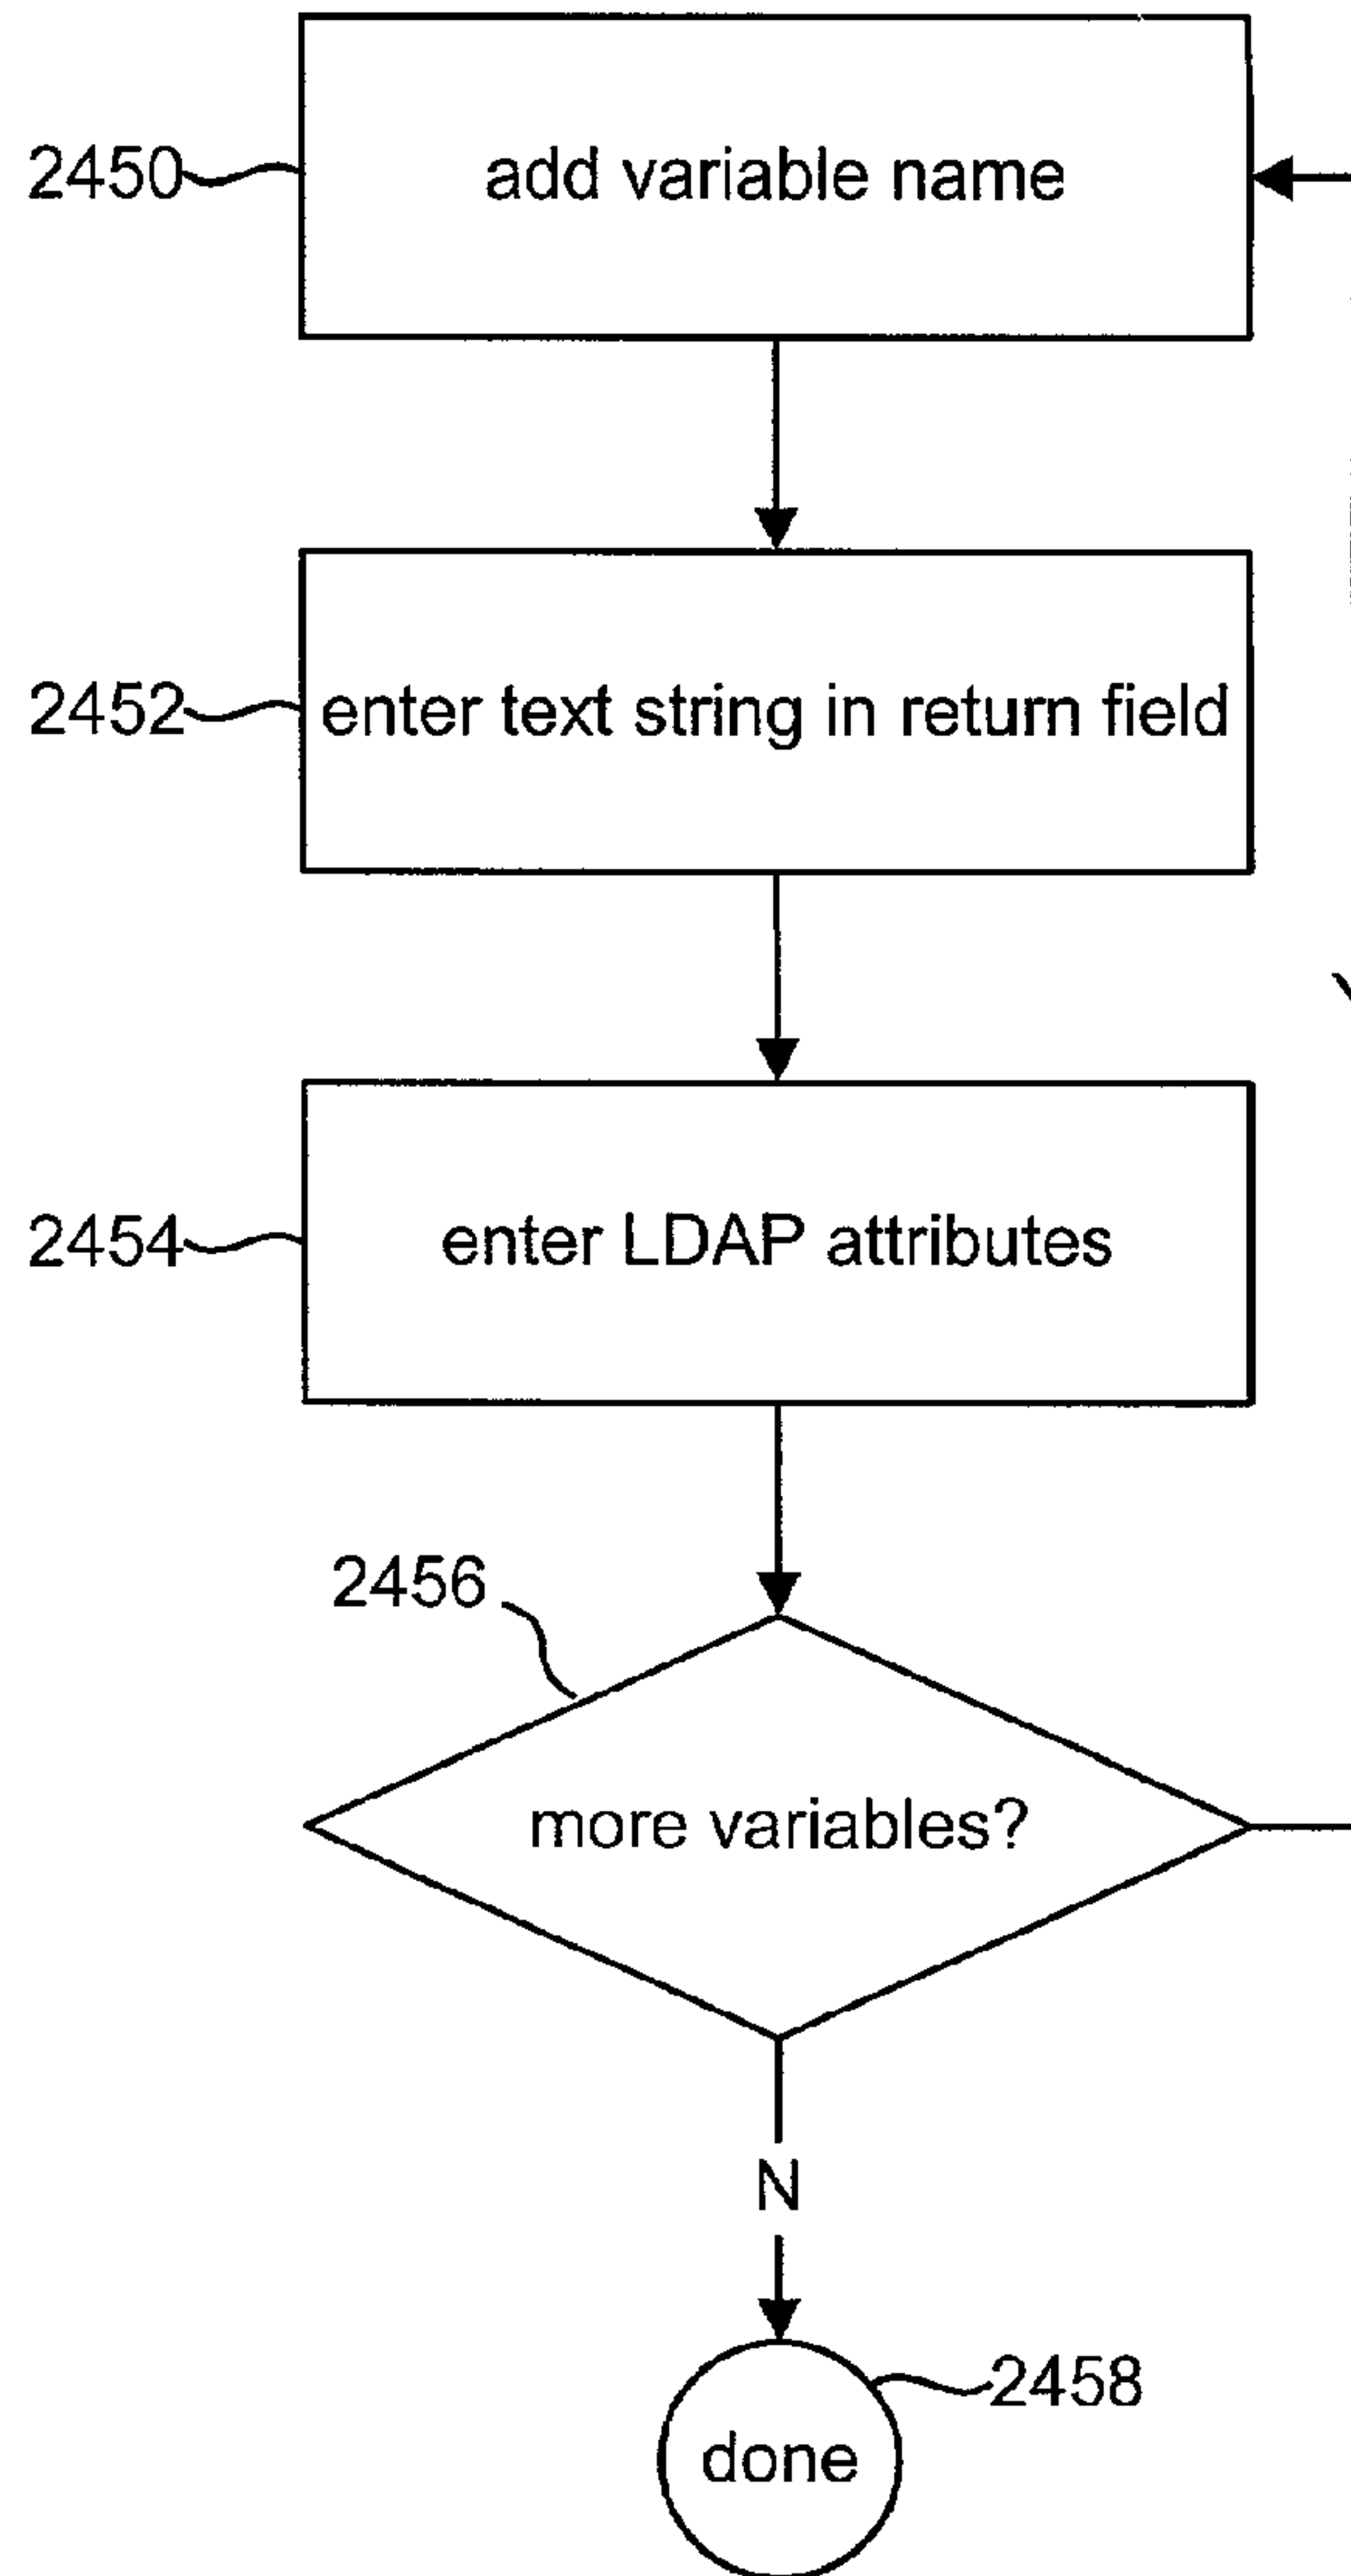 2450
add variable name
2452
enter text string in return field
2454
enter LDAP attributes
2456
more variables?
N
2458
done